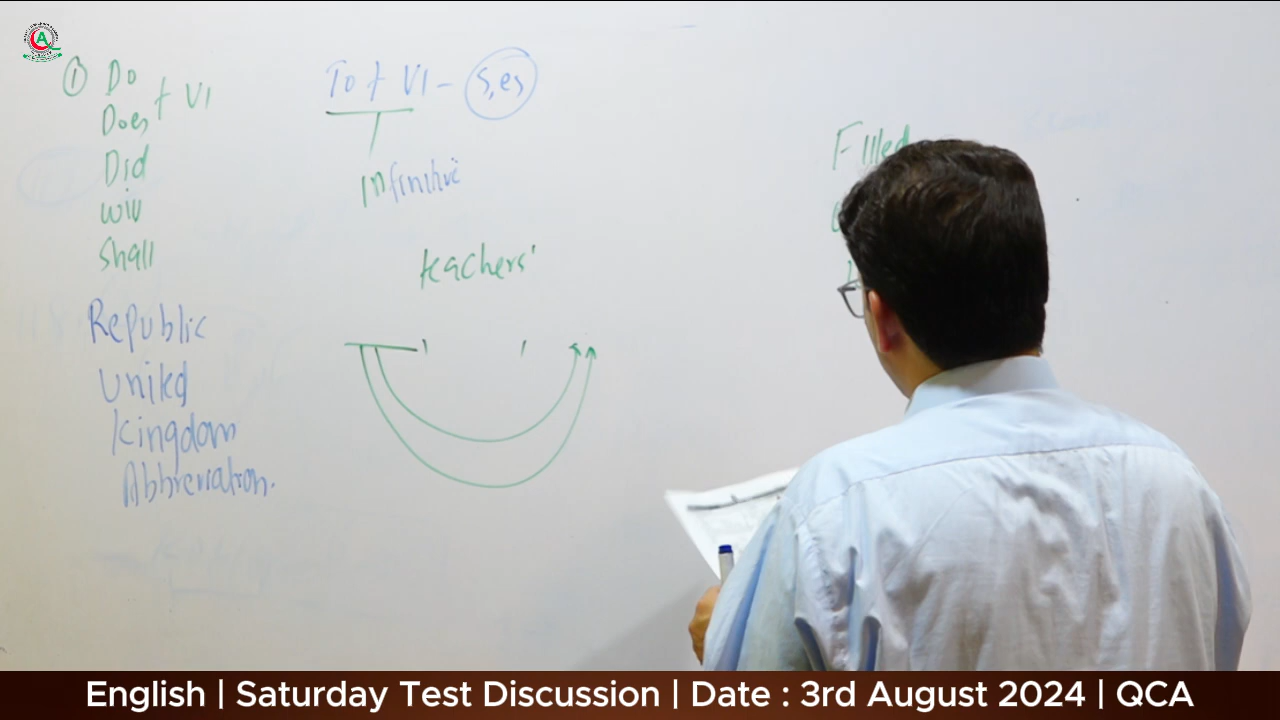 ① Do
Does + V1
Did
will
Shall
Republic
United
Kingdom
Abbreviation.
To + V1 - s,es
infinitive
teachers'
Filled
English | Saturday Test Discussion | Date : 3rd August 2024 | QCA